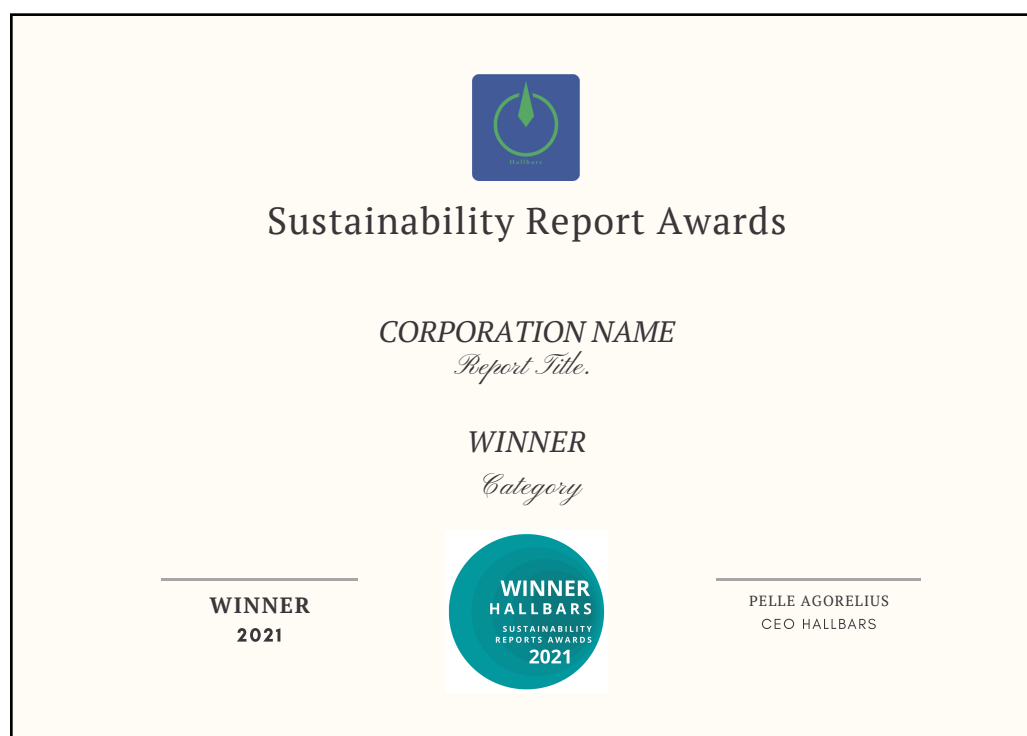 Hallbars
Sustainability Report Awards
CORPORATION NAME
Report Title.
WINNER
Category
WINNER
2021
WINNER
HALLBARS
SUSTAINABILITY
REPORTS AWARDS
2021
PELLE AGORELIUS
CEO HALLBARS